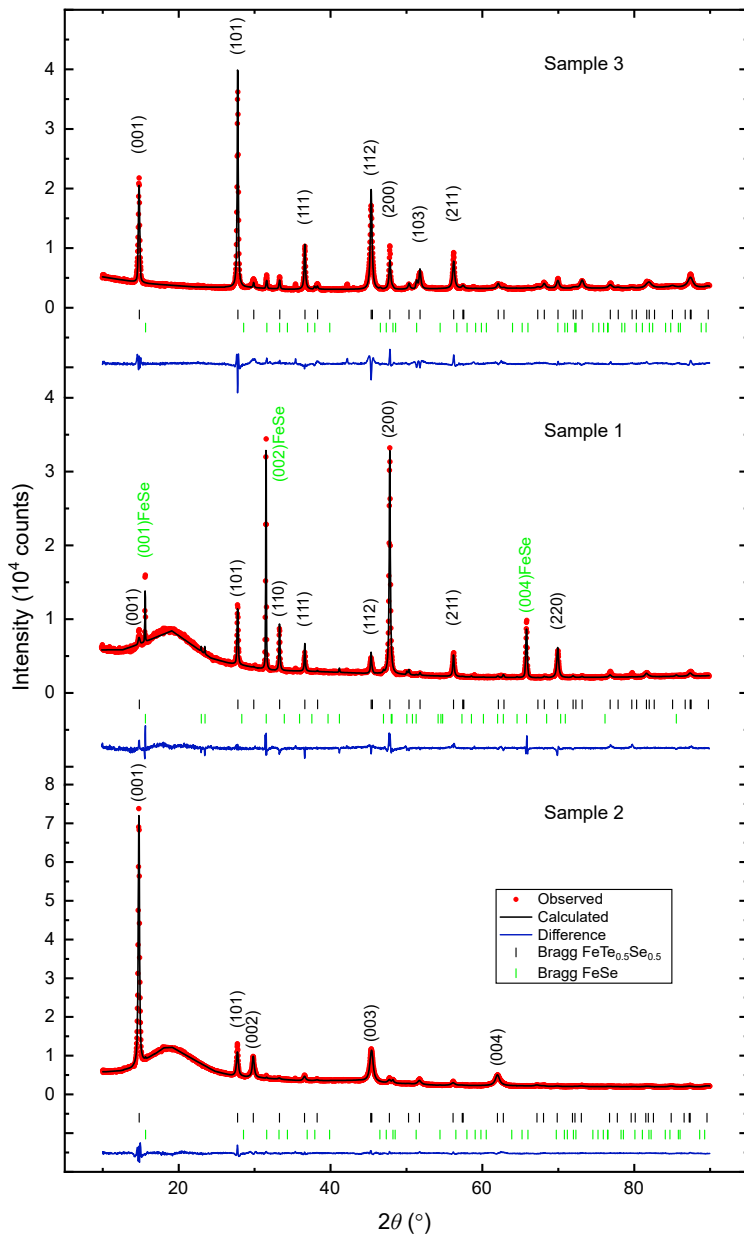 Sample 3
(001)
(101)
(111)
(112)
(200)
(103)
(211)
4
3
2
1
0
Sample 1
(001)
(001)FeSe
(101)
(002)FeSe
(110)
(111)
(112)
(200)
(211)
(004)FeSe
(220)
4
3
2
1
0
Intensity (10⁴ counts)
Sample 2
(001)
(101)
(002)
(003)
(004)
8
7
6
5
4
3
2
1
0
Observed
Calculated
Difference
Bragg FeTe₀.₅Se₀.₅
Bragg FeSe
20 40 60 80
2θ (°)